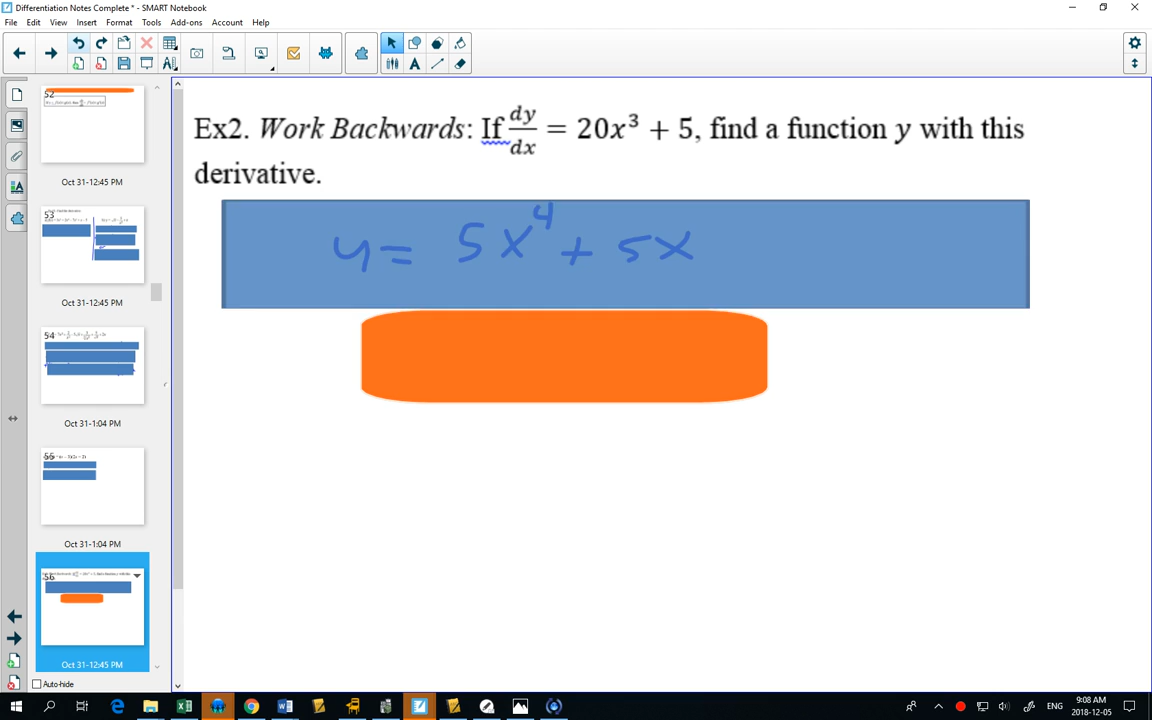 Differentiation Notes Complete * - SMART Notebook
File Edit View Insert Format Tools Add-ons Account Help
52
Oct 31-12:45 PM
53
Oct 31-12:45 PM
54
Oct 31-1:04 PM
55
Oct 31-1:04 PM
56
Oct 31-12:45 PM
Auto-hide
Ex2. Work Backwards: If dy/dx = 20x³ + 5, find a function y with this
derivative.
y = 5x⁴ + 5x
ENG
9:08 AM
2018-12-05